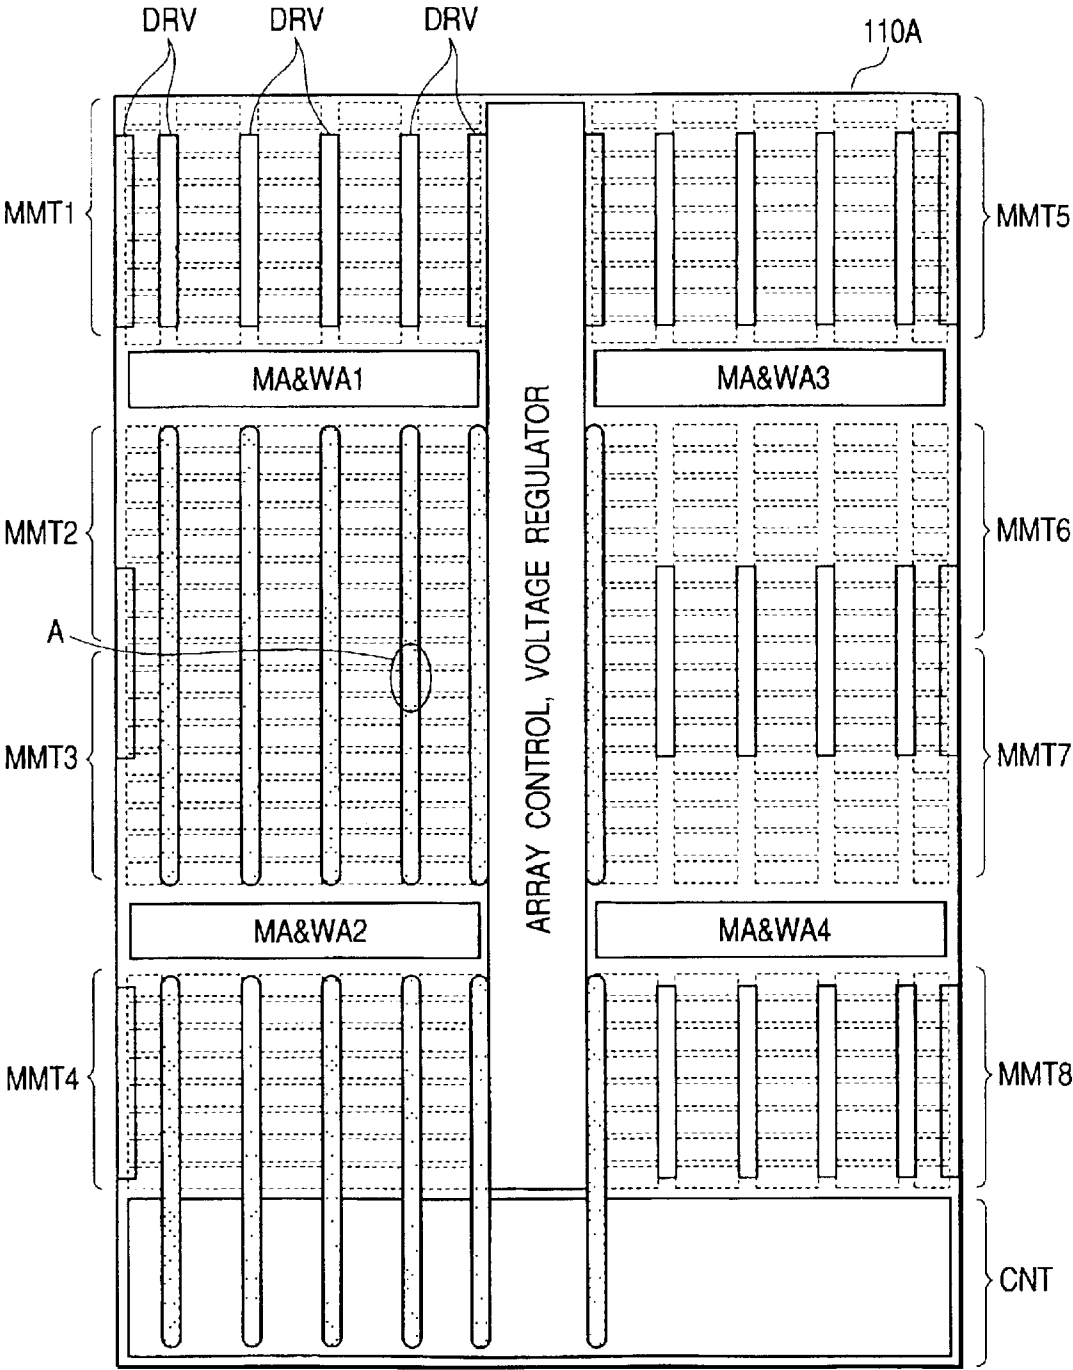 DRV DRV DRV
110A
MMT1
MMT5
MA&WA1
MA&WA3
ARRAY CONTROL, VOLTAGE REGULATOR
MMT2
MMT6
A
MMT3
MMT7
MA&WA2
MA&WA4
MMT4
MMT8
CNT